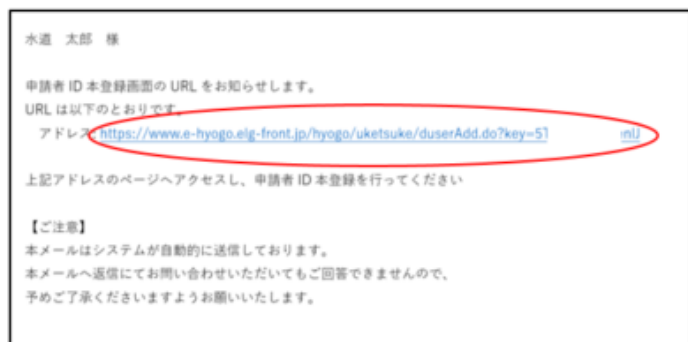 水道　太郎　様
申請者 ID 本登録画面の URL をお知らせします。
URL は以下のとおりです。
アドレス: https://www.e-hyogo.elg-front.jp/hyogo/uketsuke/duserAdd.do?key=5
上記アドレスのページへアクセスし、申請者 ID 本登録を行ってください
【ご注意】
本メールはシステムが自動的に送信しております。
本メールへ返信にてお問い合わせいただいてもご回答できませんので、
予めご了承くださいますようお願いいたします。